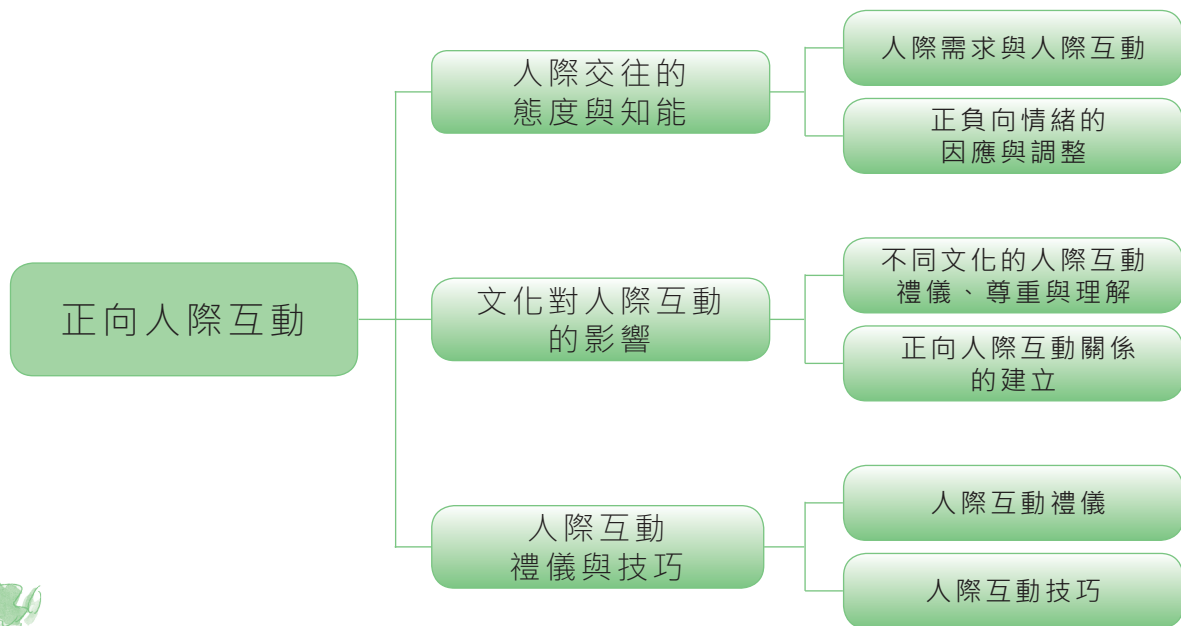 正向人際互動
人際交往的
態度與知能
人際需求與人際互動
正負向情緒的
因應與調整
文化對人際互動
的影響
不同文化的人際互動
禮儀、尊重與理解
正向人際互動關係
的建立
人際互動
禮儀與技巧
人際互動禮儀
人際互動技巧